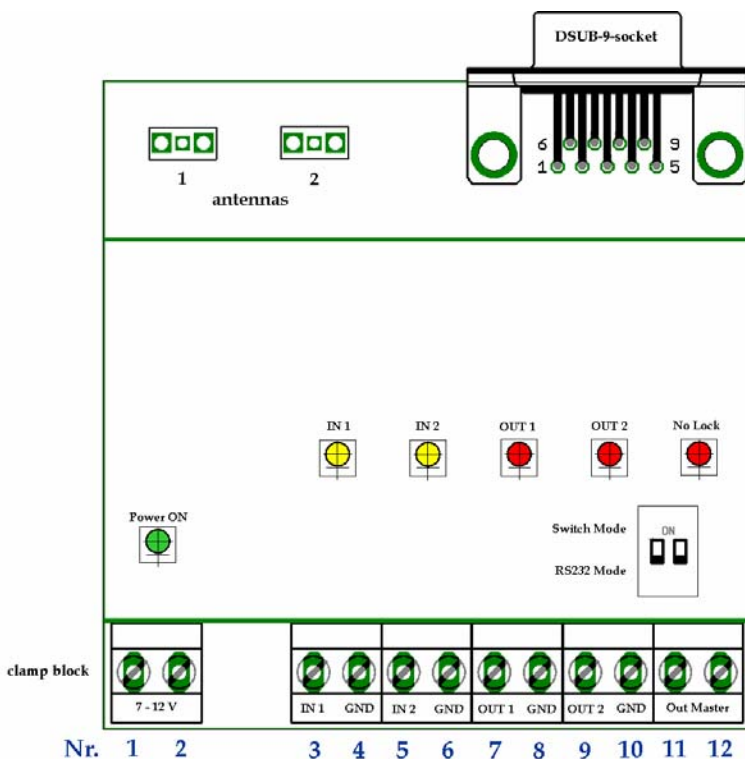 DSUB-9-socket
6 9
1 5
1 2
antennas
IN 1 IN 2 OUT 1 OUT 2 No Lock
Power ON
Switch Mode
ON
RS232 Mode
clamp block
7 - 12 V IN 1 GND IN 2 GND OUT 1 GND OUT 2 GND Out Master
Nr. 1 2 3 4 5 6 7 8 9 10 11 12